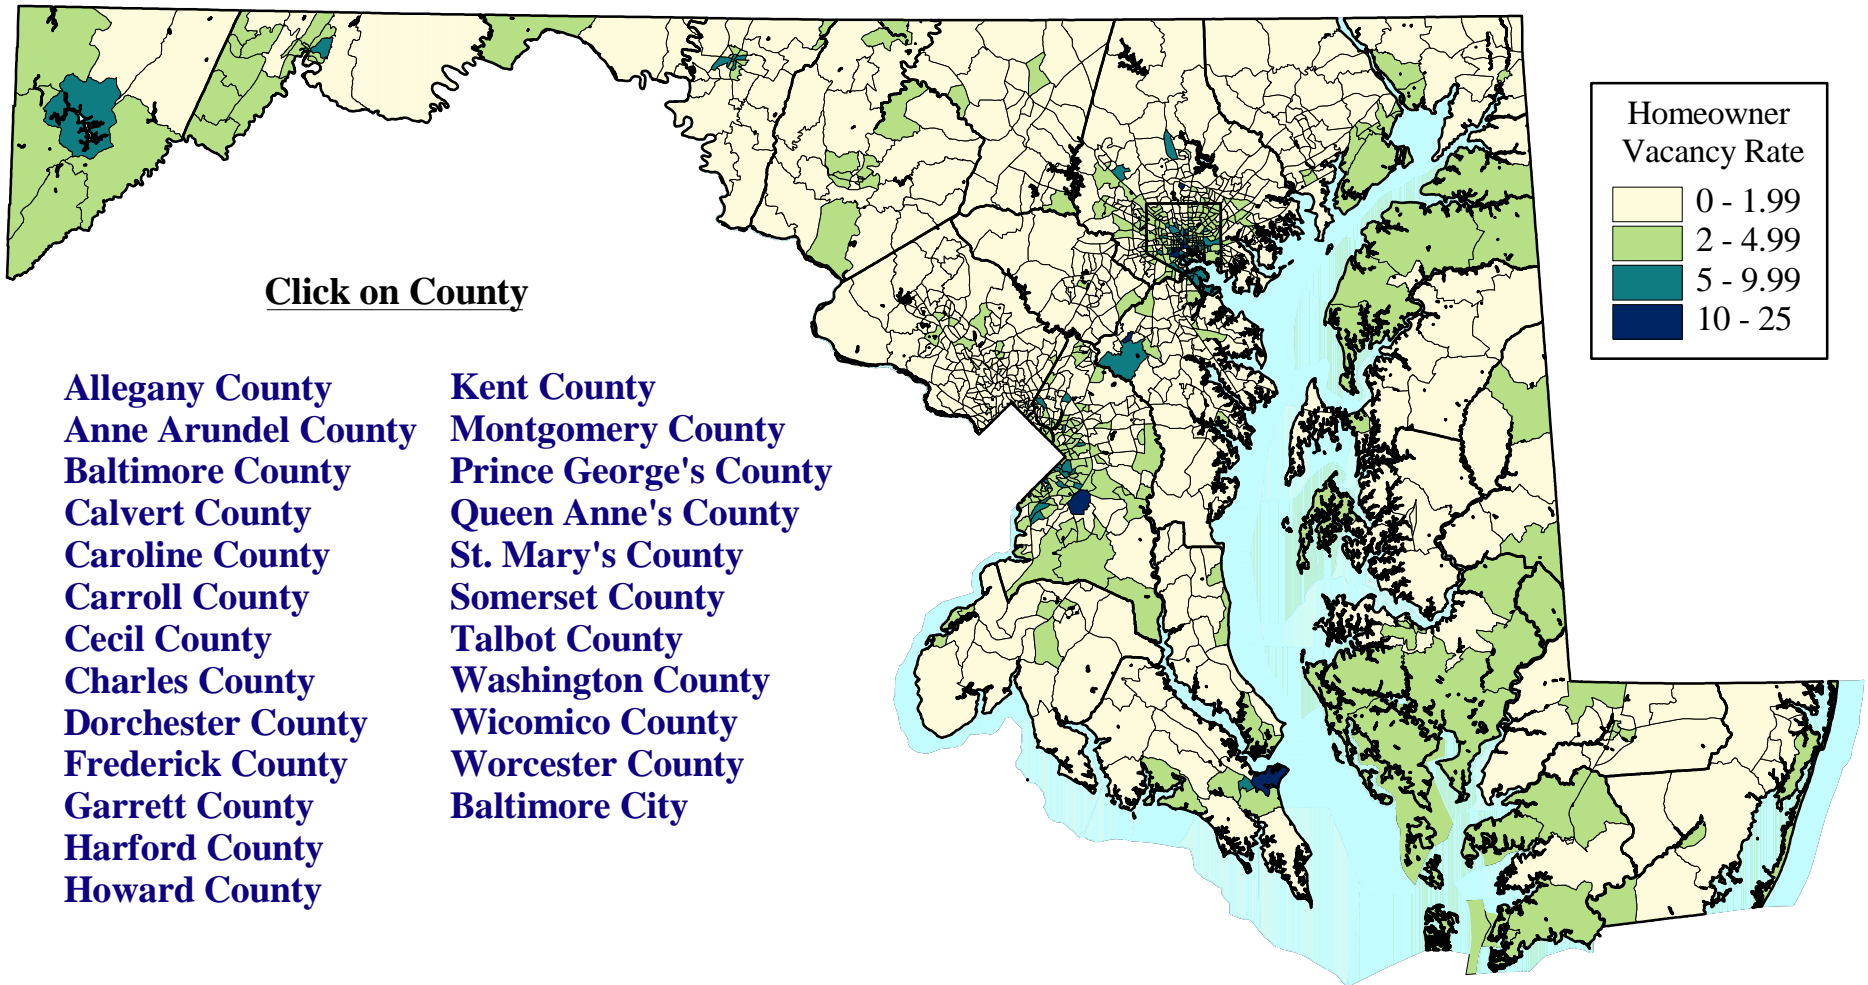 Homeowner
Vacancy Rate
0 - 1.99
2 - 4.99
5 - 9.99
10 - 25
Click on County
Allegany County
Anne Arundel County
Baltimore County
Calvert County
Caroline County
Carroll County
Cecil County
Charles County
Dorchester County
Frederick County
Garrett County
Harford County
Howard County
Kent County
Montgomery County
Prince George's County
Queen Anne's County
St. Mary's County
Somerset County
Talbot County
Washington County
Wicomico County
Worcester County
Baltimore City